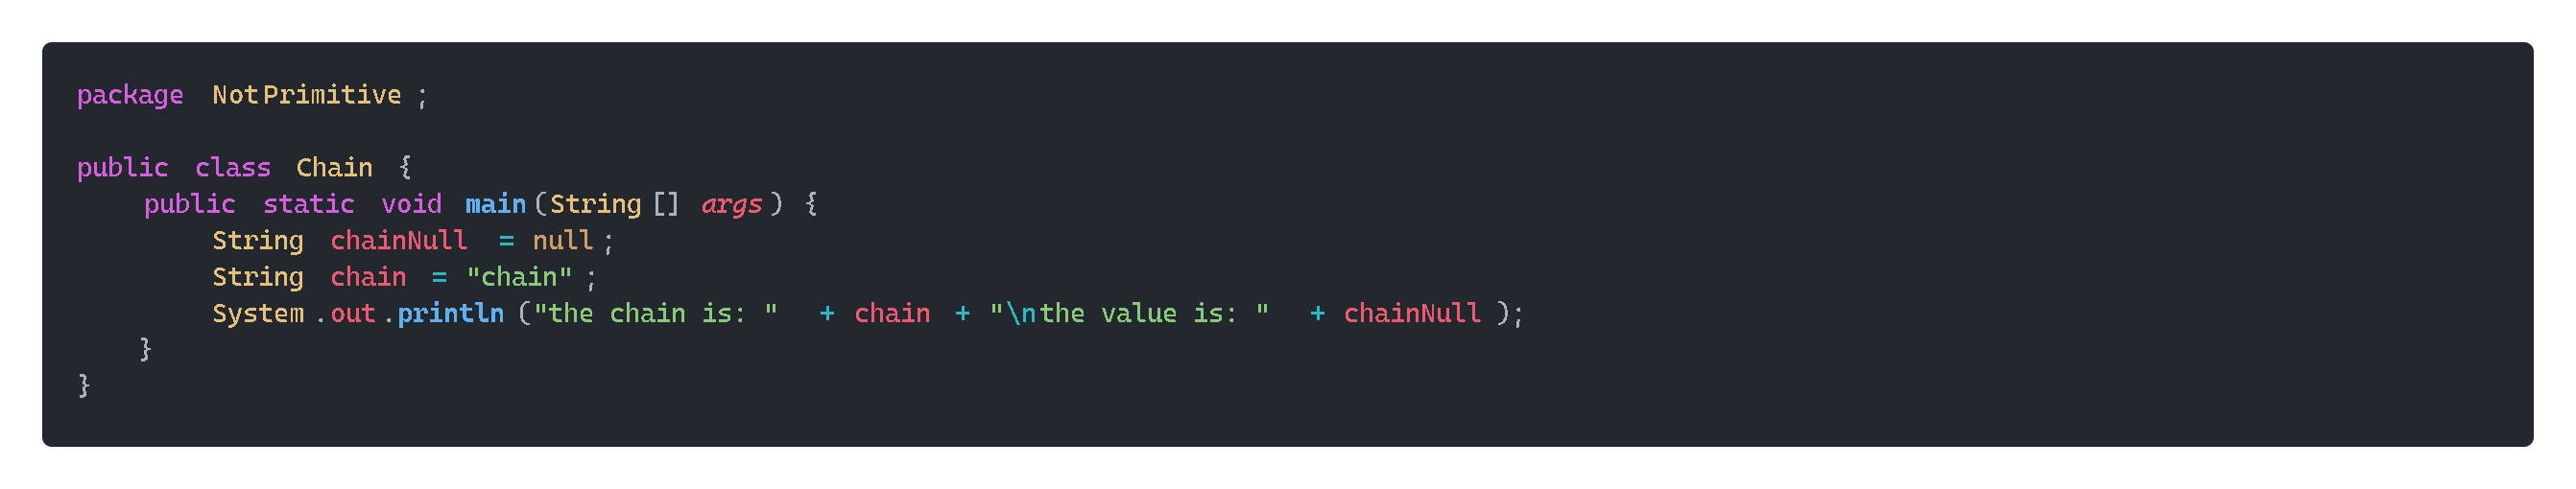 package NotPrimitive;
public class Chain {
public static void main(String[] args) {
String chainNull = null;
String chain = "chain";
System.out.println("the chain is: " + chain + "\nthe value is: " + chainNull);
}
}